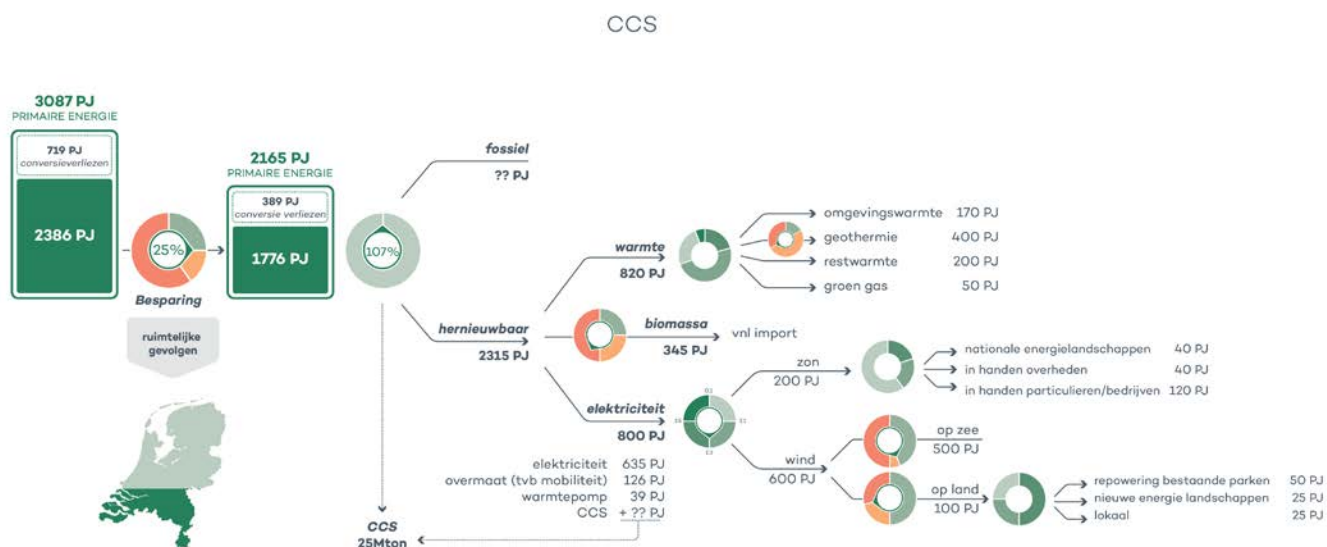 CCS
3087 PJ
PRIMAIRE ENERGIE
719 PJ
conversieverliezen
2386 PJ
25%
Besparing
ruimtelijke
gevolgen
2165 PJ
PRIMAIRE ENERGIE
389 PJ
conversie verliezen
1776 PJ
107%
fossiel
?? PJ
hernieuwbaar
2315 PJ
warmte
820 PJ
omgevingswarmte 170 PJ
geothermie 400 PJ
restwarmte 200 PJ
groen gas 50 PJ
biomassa
345 PJ
vnl import
elektriciteit
800 PJ
elektriciteit 635 PJ
overmaat (tvb mobiliteit) 126 PJ
warmtepomp 39 PJ
CCS + ?? PJ
CCS
25Mton
zon
200 PJ
nationale energielandschappen 40 PJ
in handen overheden 40 PJ
in handen particulieren/bedrijven 120 PJ
wind
600 PJ
op zee
500 PJ
op land
100 PJ
repowering bestaande parken 50 PJ
nieuwe energie landschappen 25 PJ
lokaal 25 PJ